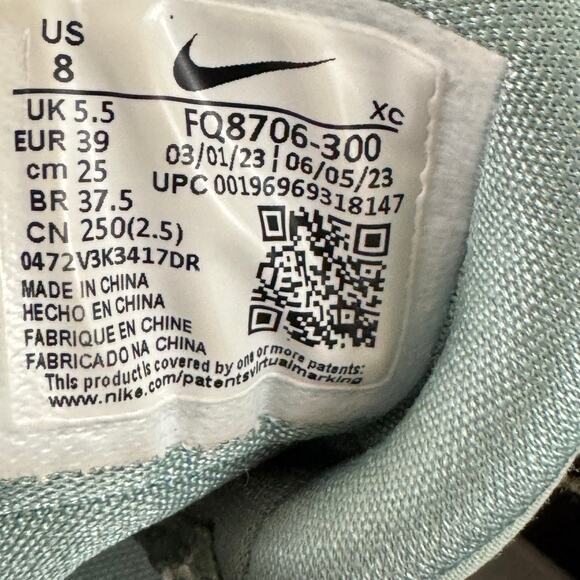 US
8
XC
UK 5.5
EUR 39
cm 25
BR 37.5
CN 250(2.5)
0472V3K3417DR
FQ8706-300
03/01/23 | 06/05/23
UPC 00196969318147
MADE IN CHINA
HECHO EN CHINA
FABRIQUE EN CHINE
FABRICADO NA CHINA
This product is covered by one or more patents:
www.nike.com/patentsvirtualmarking